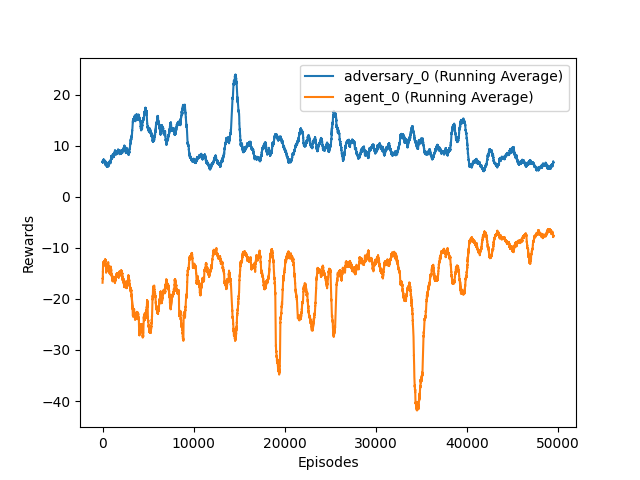 adversary_0 (Running Average)
agent_0 (Running Average)
20
10
0
−10
−20
−30
−40
Rewards
0 10000 20000 30000 40000 50000
Episodes